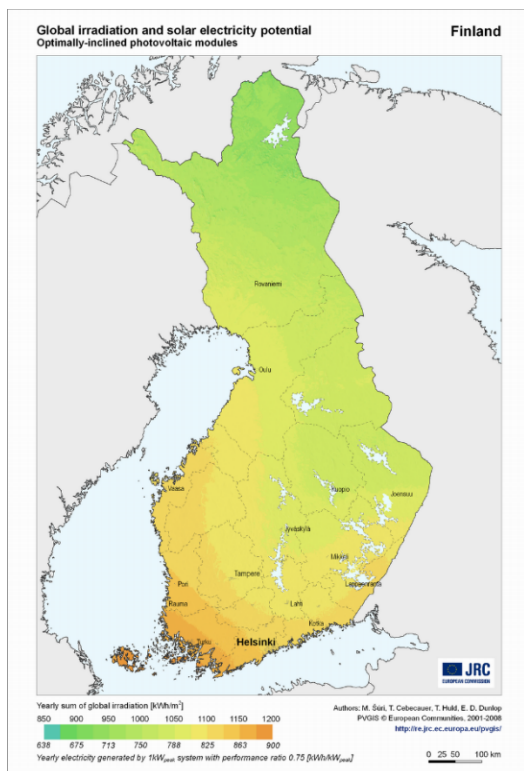 Global irradiation and solar electricity potential
Optimally-inclined photovoltaic modules
Finland
Rovaniemi
Oulu
Vaasa
Kuopio
Joensuu
Jyväskylä
Mikkeli
Tampere
Pori
Lappeenranta
Rauma
Lahti
Kotka
Turku
Helsinki
JRC
EUROPEAN COMMISSION
Yearly sum of global irradiation [kWh/m²]
850 900 950 1000 1050 1100 1150 1200
638 675 713 750 788 825 863 900
Yearly electricity generated by 1kWpeak system with performance ratio 0.75 [kWh/kWpeak]
Authors: M. Šúri, T. Cebecauer, T. Huld, E. D. Dunlop
PVGIS © European Communities, 2001-2008
http://re.jrc.ec.europa.eu/pvgis/
0 25 50 100 km